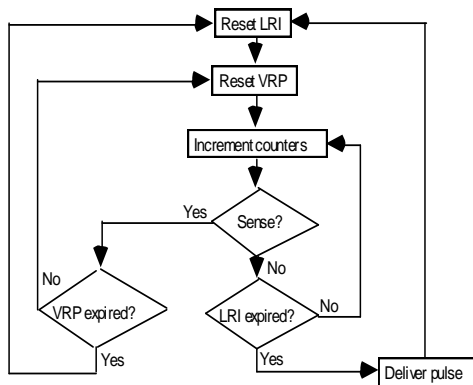 Reset LRI
Reset VRP
Increment counters
Yes
Sense?
No
No
VRP expired?
LRI expired?
No
Yes
Yes
Deliver pulse